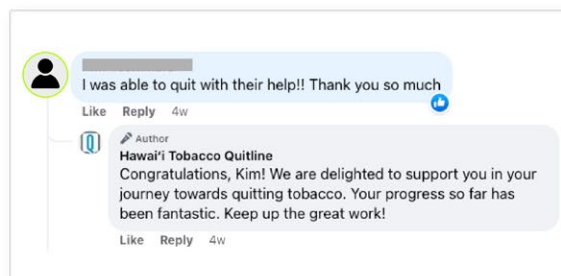 I was able to quit with their help!! Thank you so much
Like Reply 4w
Author
Hawai‘i Tobacco Quitline
Congratulations, Kim! We are delighted to support you in your
journey towards quitting tobacco. Your progress so far has
been fantastic. Keep up the great work!
Like Reply 4w